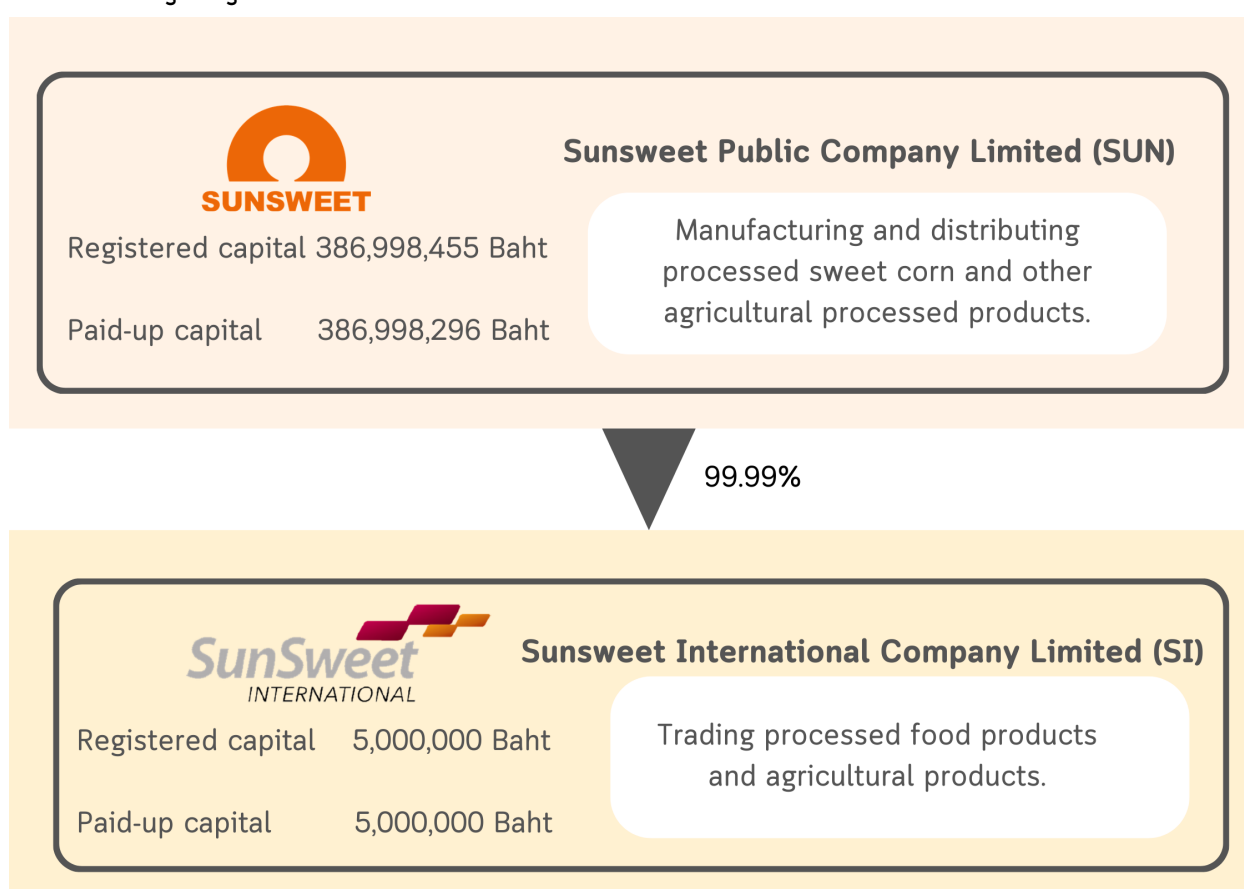 Sunsweet Public Company Limited (SUN)
SUNSWEET
Registered capital 386,998,455 Baht
Paid-up capital 386,998,296 Baht
Manufacturing and distributing
processed sweet corn and other
agricultural processed products.
99.99%
SunSweet
INTERNATIONAL
Sunsweet International Company Limited (SI)
Registered capital 5,000,000 Baht
Paid-up capital 5,000,000 Baht
Trading processed food products
and agricultural products.